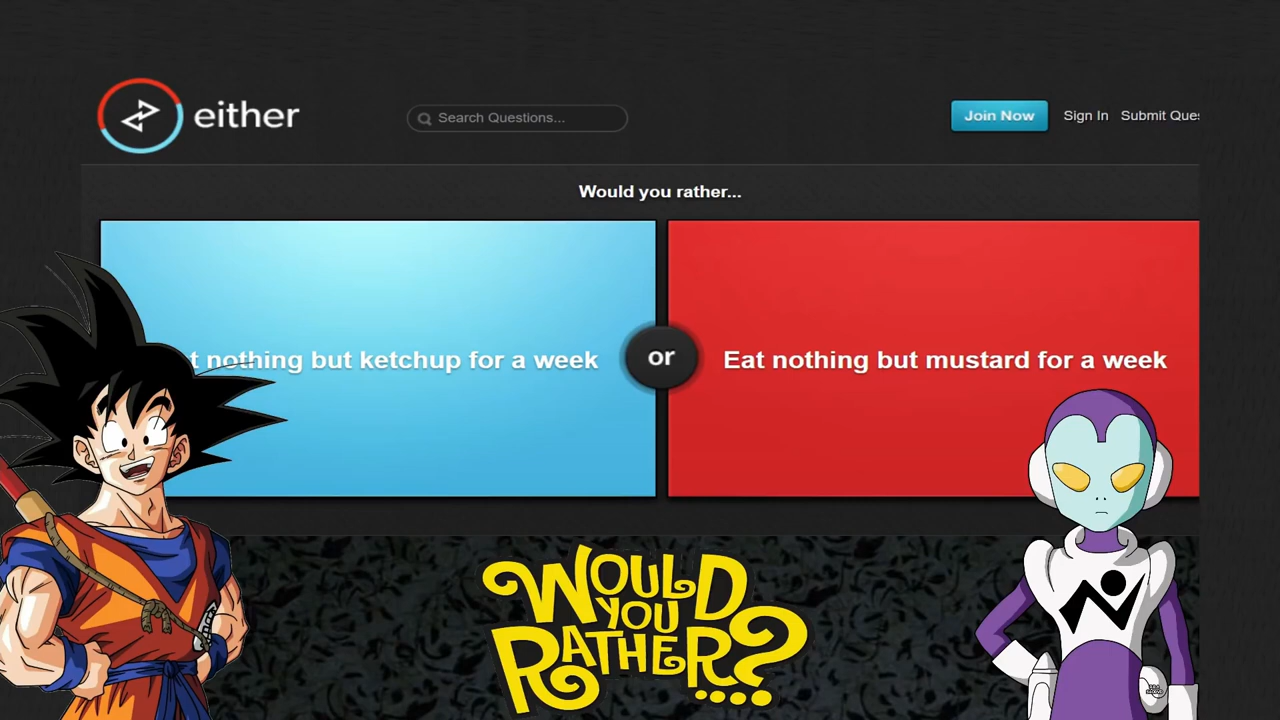 either
Search Questions...
Join Now
Sign In
Submit Ques
Would you rather...
t nothing but ketchup for a week
or
Eat nothing but mustard for a week
WOULD
YOU
RATHER?